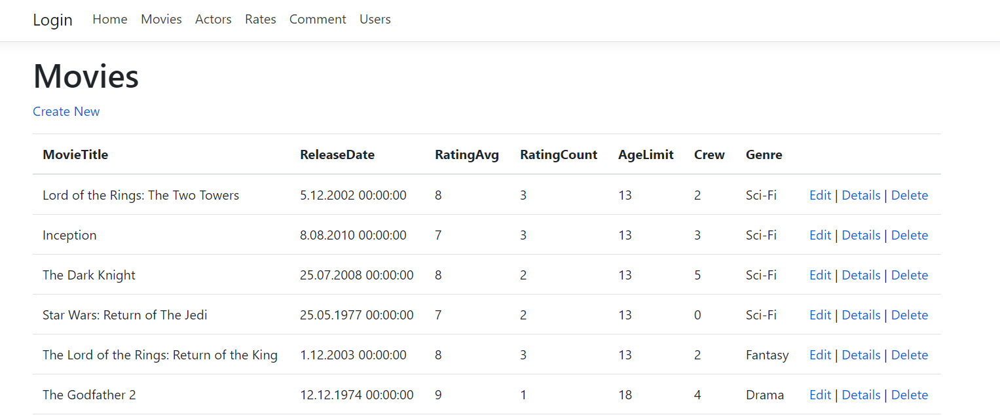 Login Home Movies Actors Rates Comment Users
Movies
Create New
MovieTitle ReleaseDate RatingAvg RatingCount AgeLimit Crew Genre
Lord of the Rings: The Two Towers 5.12.2002 00:00:00 8 3 13 2 Sci-Fi Edit | Details | Delete
Inception 8.08.2010 00:00:00 7 3 13 3 Sci-Fi Edit | Details | Delete
The Dark Knight 25.07.2008 00:00:00 8 2 13 5 Sci-Fi Edit | Details | Delete
Star Wars: Return of The Jedi 25.05.1977 00:00:00 7 2 13 0 Sci-Fi Edit | Details | Delete
The Lord of the Rings: Return of the King 1.12.2003 00:00:00 8 3 13 2 Fantasy Edit | Details | Delete
The Godfather 2 12.12.1974 00:00:00 9 1 18 4 Drama Edit | Details | Delete